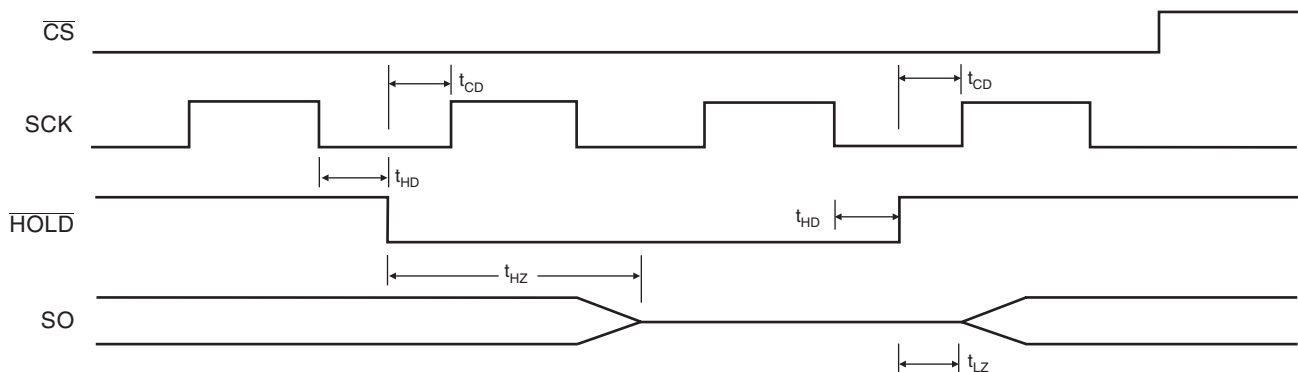 CS
t_CD
t_CD
SCK
t_HD
HOLD
t_HD
t_HZ
SO
t_LZ